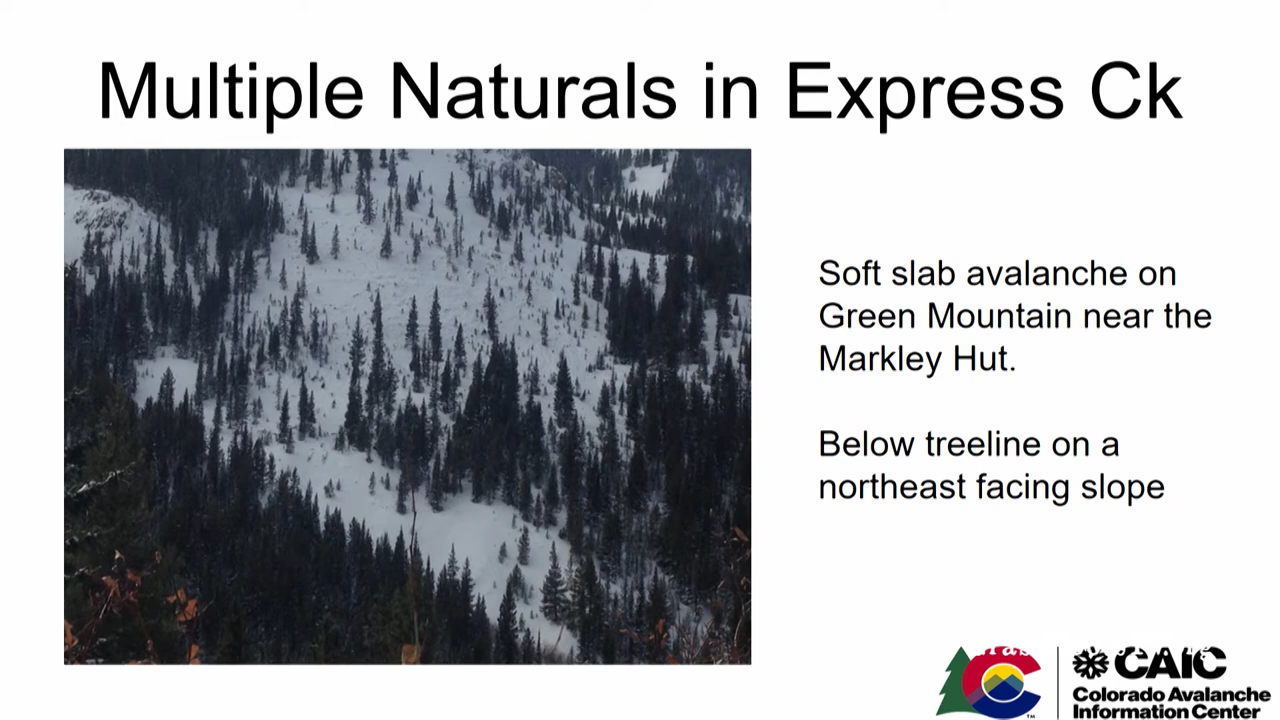 Multiple Naturals in Express Ck
Soft slab avalanche on
Green Mountain near the
Markley Hut.
Below treeline on a
northeast facing slope
CAIC
Colorado Avalanche
Information Center
TM